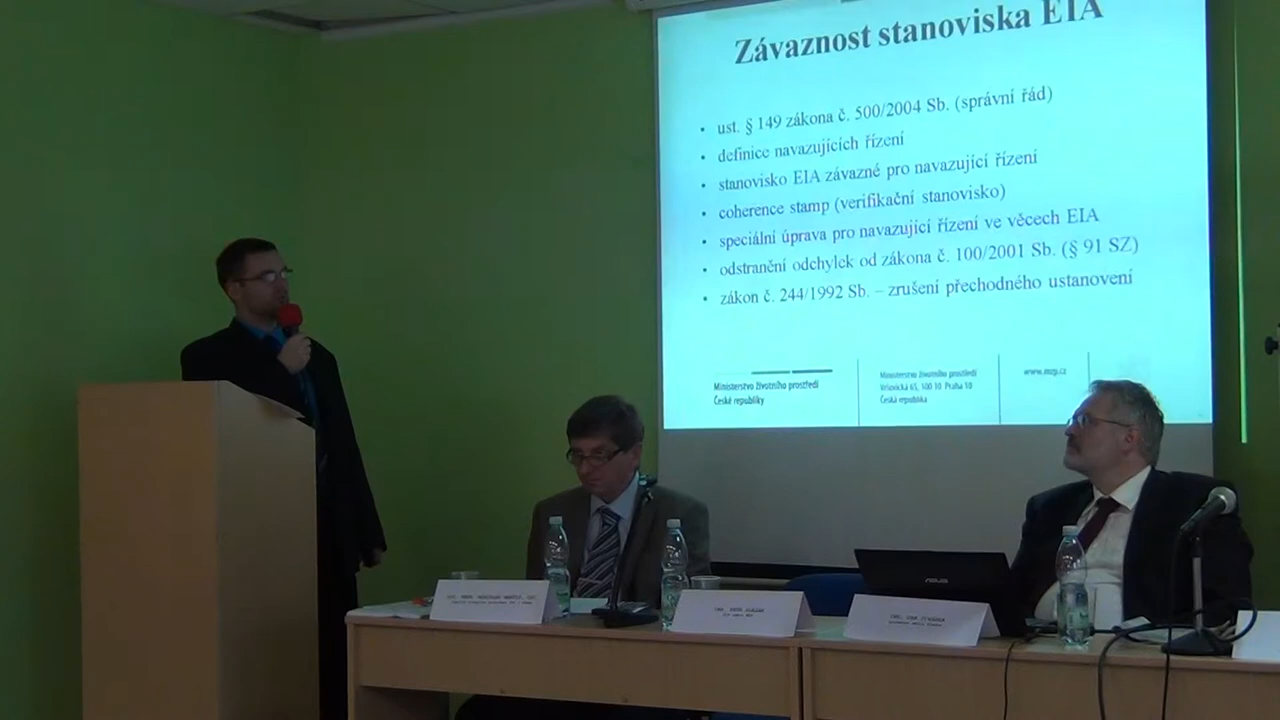 Závaznost stanoviska EIA
• ust. § 149 zákona č. 500/2004 Sb. (správní řád)
• definice navazujících řízení
• stanovisko EIA závazné pro navazující řízení
• coherence stamp (verifikační stanovisko)
• speciální úprava pro navazující řízení ve věcech EIA
• odstranění odchylek od zákona č. 100/2001 Sb. (§ 91 SZ)
• zákon č. 244/1992 Sb. – zrušení přechodného ustanovení
Ministerstvo životního prostředí
České republiky
Ministerstvo životního prostředí
Vršovická 65, 100 10 Praha 10
Česká republika
www.mzp.cz
ASUS